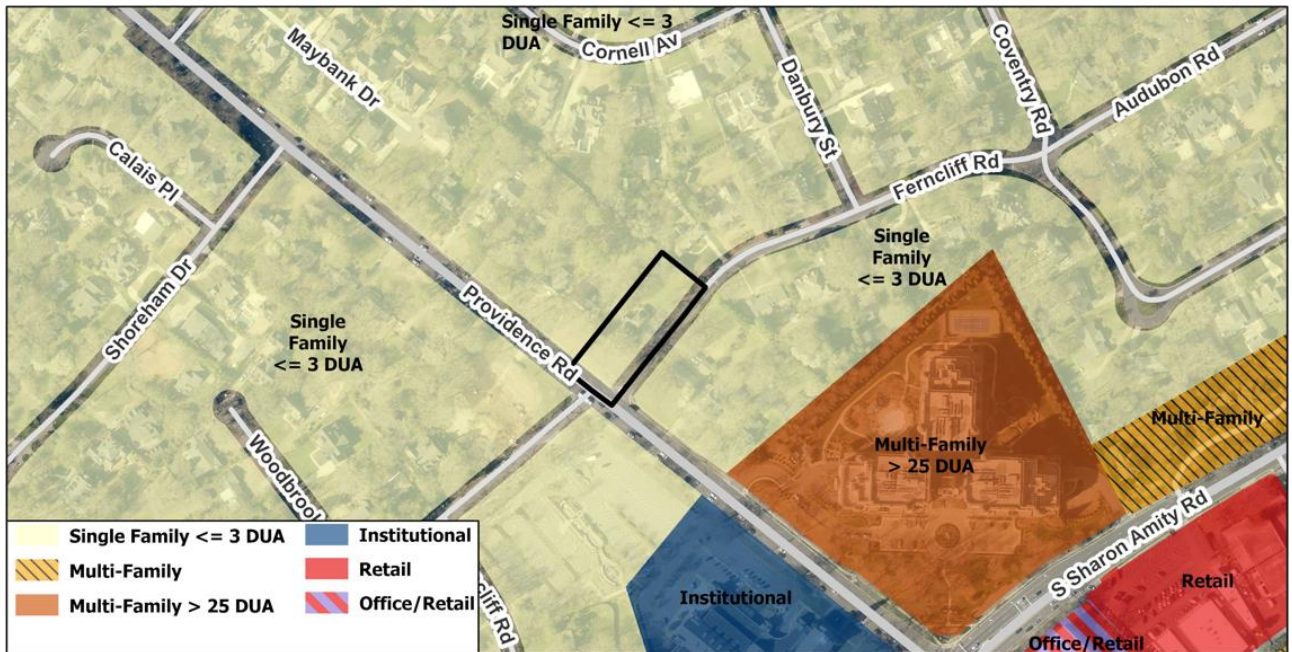 Single Family <= 3
DUA
Cornell Av
Maybank Dr
Danbury St
Coventry Rd
Audubon Rd
Calais Pl
Ferncliff Rd
Shoreham Dr
Providence Rd
Single
Family
<= 3 DUA
Single
Family
<= 3 DUA
Woodbrook
Multi-Family
Multi-Family
> 25 DUA
S Sharon Amity Rd
Institutional
Retail
Office/Retail
cliff Rd
Single Family <= 3 DUA
Multi-Family
Multi-Family > 25 DUA
Institutional
Retail
Office/Retail